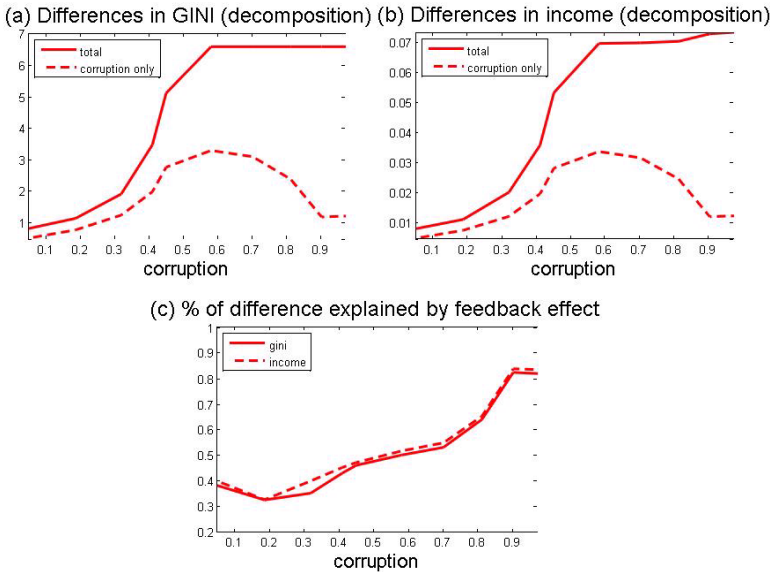 (a) Differences in GINI (decomposition)
7
6
5
4
3
2
1
total
corruption only
0.1 0.2 0.3 0.4 0.5 0.6 0.7 0.8 0.9
corruption
(b) Differences in income (decomposition)
0.07
0.06
0.05
0.04
0.03
0.02
0.01
total
corruption only
0.1 0.2 0.3 0.4 0.5 0.6 0.7 0.8 0.9
corruption
(c) % of difference explained by feedback effect
1
0.9
0.8
0.7
0.6
0.5
0.4
0.3
0.2
gini
income
0.1 0.2 0.3 0.4 0.5 0.6 0.7 0.8 0.9
corruption